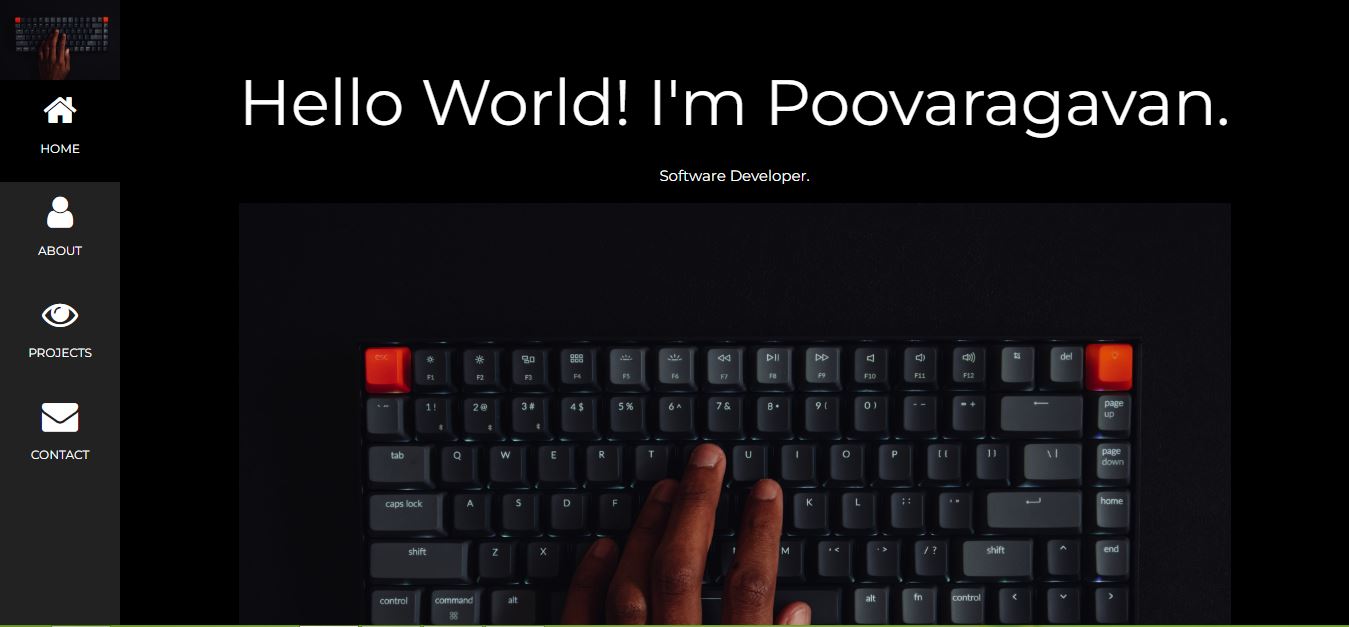 HOME
ABOUT
PROJECTS
CONTACT
Hello World! I'm Poovaragavan.
Software Developer.
esc F1 F2 F3 F4 F5 F6 F7 F8 F9 F10 F11 F12 del
1 ! 2 @ 3 # 4 $ 5 % 6 ^ 7 & 8 * 9 ( 0 ) - = + page up
tab Q W E R T U I O P [ { ] } \ | page down
caps lock A S D F K L ; : ' " home
shift Z X M , < . > / ? shift ^ end
control command ⌘ alt alt fn control < >